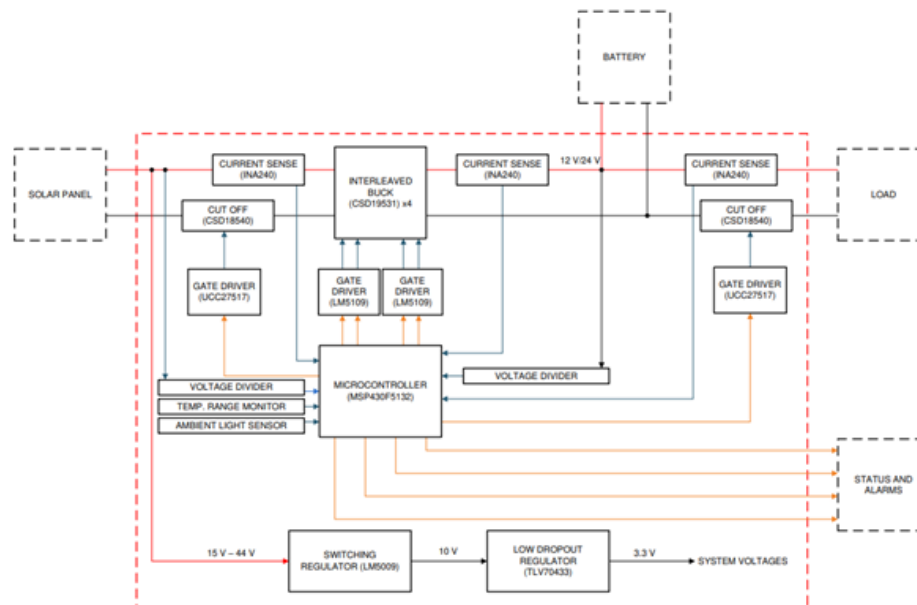 BATTERY
SOLAR PANEL
CURRENT SENSE
(INA240)
INTERLEAVED
BUCK
(CSD19531) x4
CURRENT SENSE
(INA240)
12 V/24 V
CURRENT SENSE
(INA240)
LOAD
CUT OFF
(CSD18540)
CUT OFF
(CSD18540)
GATE DRIVER
(UCC27517)
GATE
DRIVER
(LM5109)
GATE
DRIVER
(LM5109)
GATE DRIVER
(UCC27517)
MICROCONTROLLER
(MSP430F5132)
VOLTAGE DIVIDER
VOLTAGE DIVIDER
TEMP. RANGE MONITOR
AMBIENT LIGHT SENSOR
STATUS AND
ALARMS
15 V – 44 V
SWITCHING
REGULATOR (LM5009)
10 V
LOW DROPOUT
REGULATOR
(TLV70433)
3.3 V
SYSTEM VOLTAGES